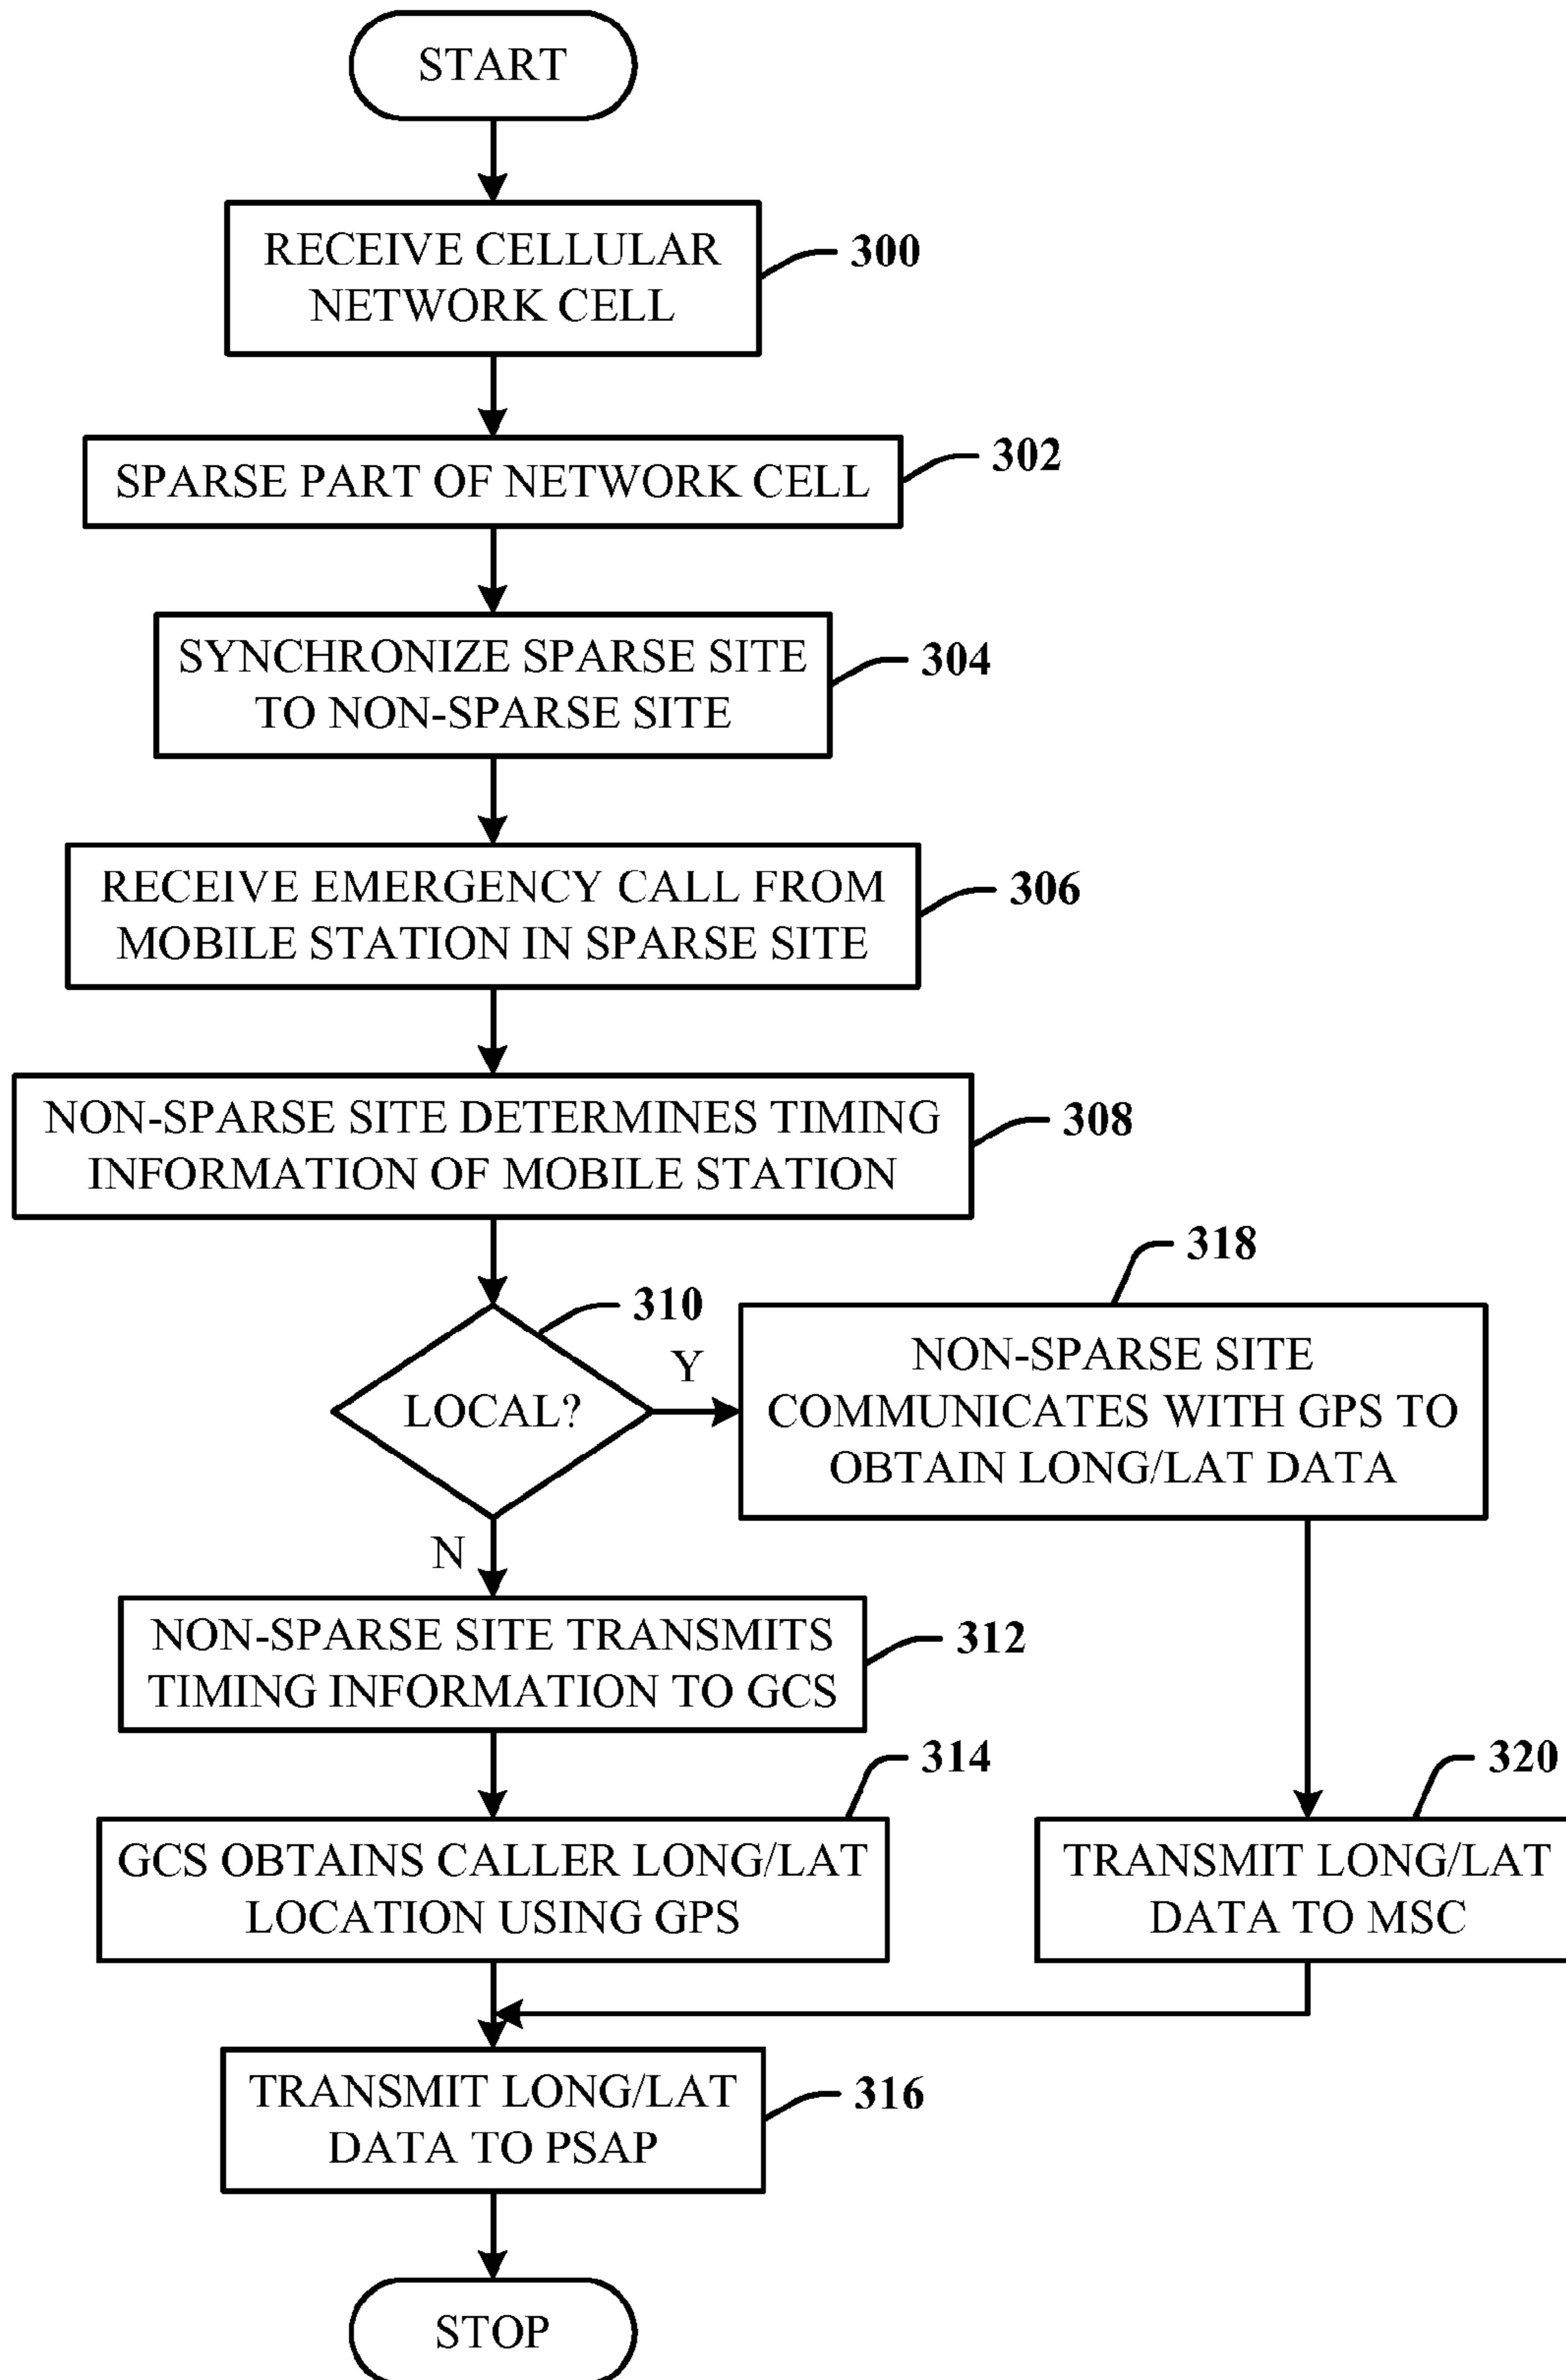 START
RECEIVE CELLULAR
NETWORK CELL
300
SPARSE PART OF NETWORK CELL
302
SYNCHRONIZE SPARSE SITE
TO NON-SPARSE SITE
304
RECEIVE EMERGENCY CALL FROM
MOBILE STATION IN SPARSE SITE
306
NON-SPARSE SITE DETERMINES TIMING
INFORMATION OF MOBILE STATION
308
310
LOCAL?
Y
318
NON-SPARSE SITE
COMMUNICATES WITH GPS TO
OBTAIN LONG/LAT DATA
N
NON-SPARSE SITE TRANSMITS
TIMING INFORMATION TO GCS
312
314
GCS OBTAINS CALLER LONG/LAT
LOCATION USING GPS
320
TRANSMIT LONG/LAT
DATA TO MSC
TRANSMIT LONG/LAT
DATA TO PSAP
316
STOP